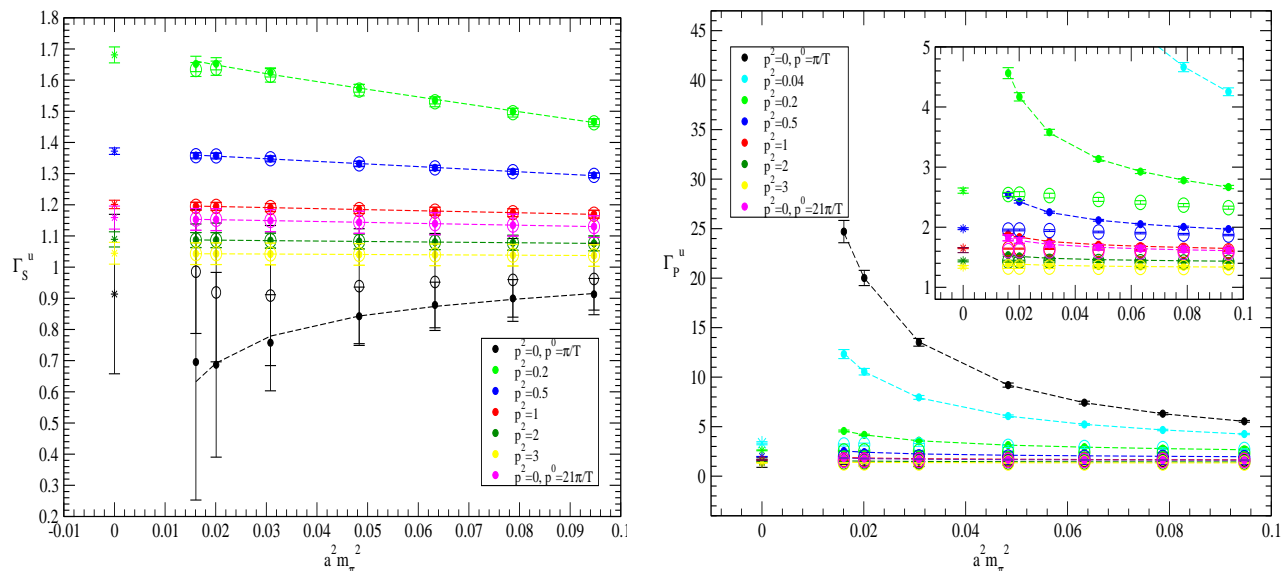 1.8
1.7
1.6
1.5
1.4
1.3
1.2
1.1
1
0.9
0.8
0.7
0.6
0.5
0.4
0.3
0.2
Γ_S^u
-0.01 0 0.01 0.02 0.03 0.04 0.05 0.06 0.07 0.08 0.09 0.1
a²m_π²
p²=0, p⁰=π/T
p²=0.2
p²=0.5
p²=1
p²=2
p²=3
p²=0, p⁰=21π/T
45
40
35
30
25
20
15
10
5
0
Γ_P^u
0 0.02 0.04 0.06 0.08 0.1
a²m_π²
p²=0, p⁰=π/T
p²=0.04
p²=0.2
p²=0.5
p²=1
p²=2
p²=3
p²=0, p⁰=21π/T
5
4
3
2
1
0 0.02 0.04 0.06 0.08 0.1